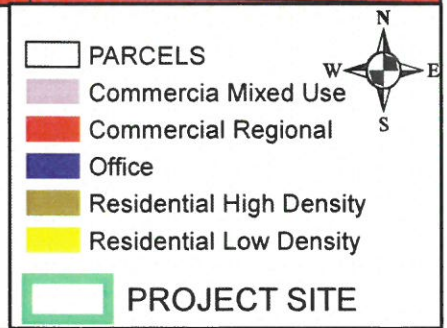 N
PARCELS
W E
Commercia Mixed Use
S
Commercial Regional
Office
Residential High Density
Residential Low Density
PROJECT SITE